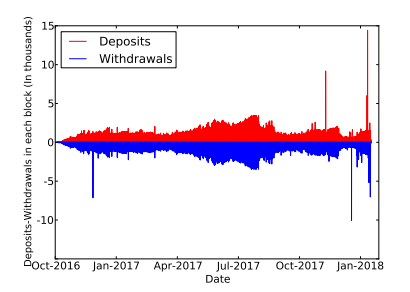 15
10
5
0
-5
-10
Deposits
Withdrawals
Deposits-Withdrawals in each block (In thousands)
Oct-2016 Jan-2017 Apr-2017 Jul-2017 Oct-2017 Jan-2018
Date